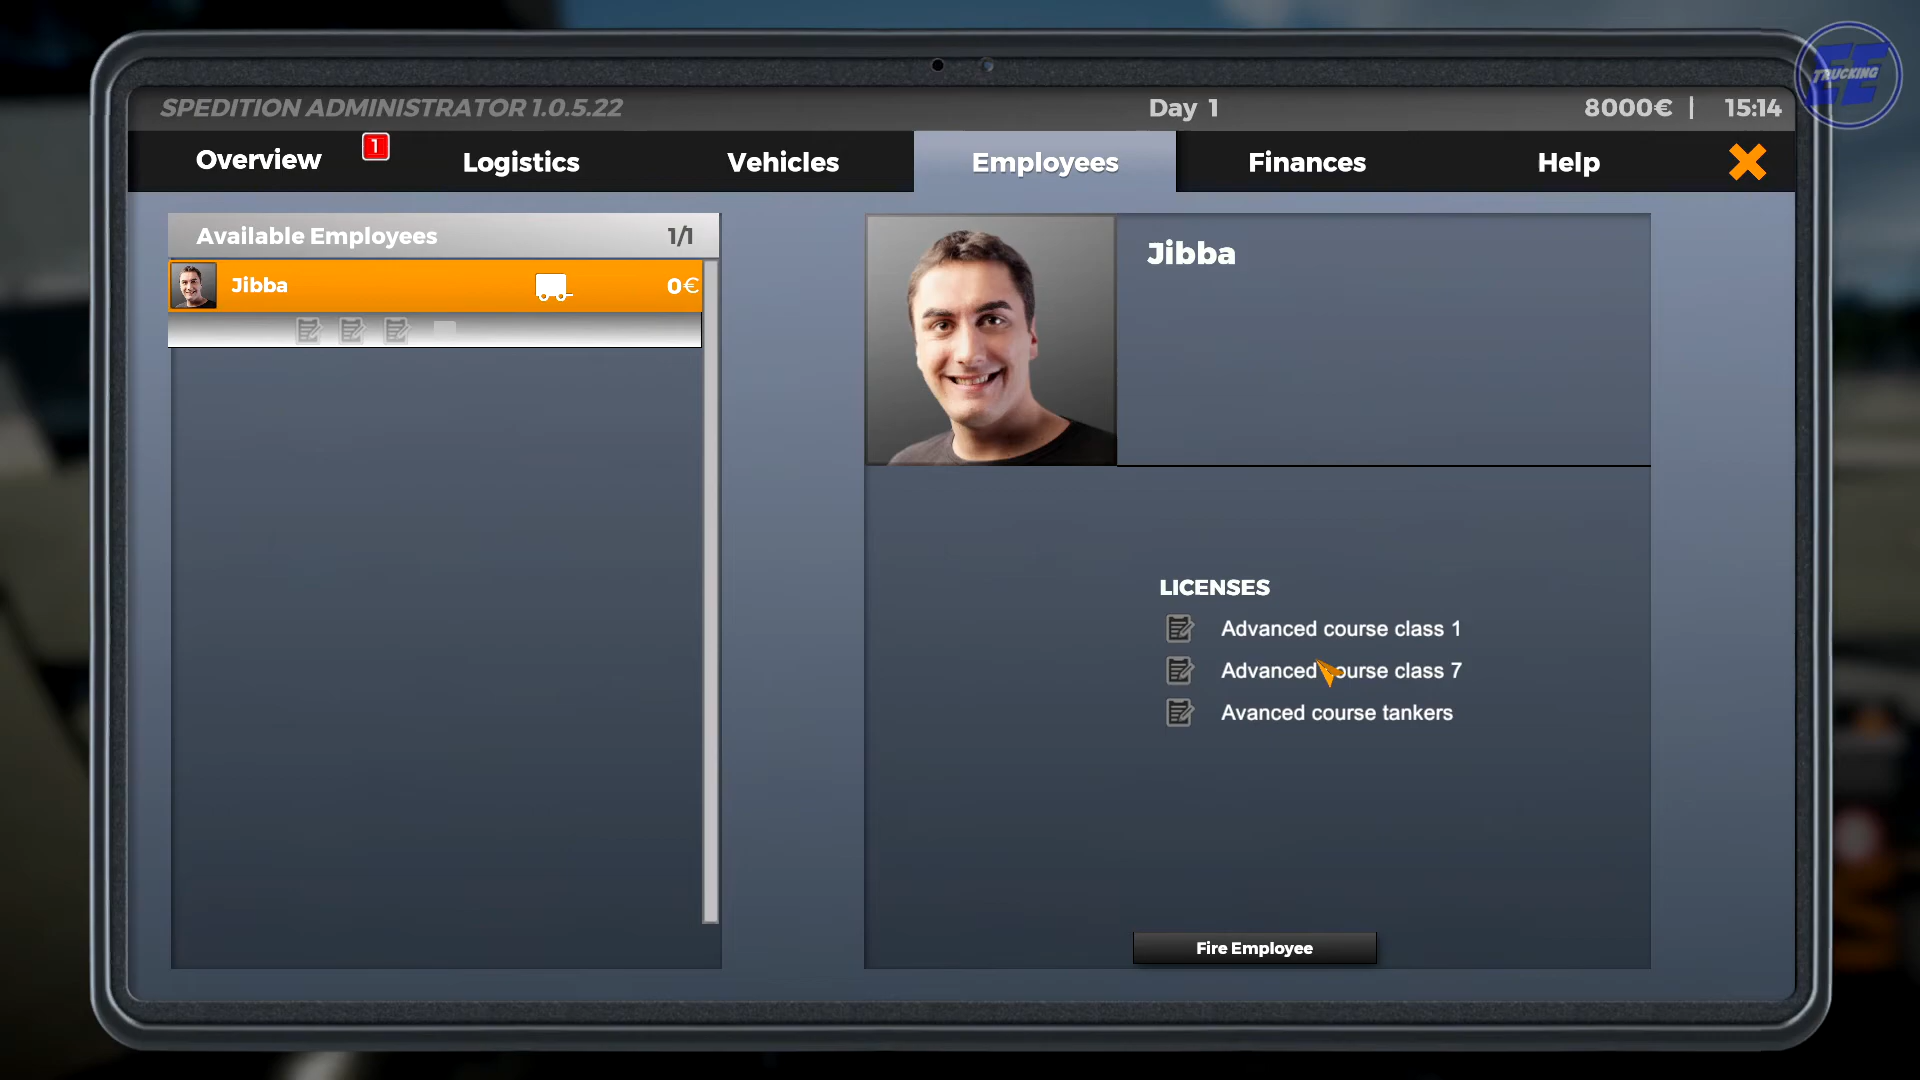 SPEDITION ADMINISTRATOR 1.0.5.22
Day 1
8000€ | 15:14
TRUCKING
EE
Overview
1
Logistics
Vehicles
Employees
Finances
Help
Available Employees 1/1
Jibba 0€
Jibba
LICENSES
Advanced course class 1
Advanced course class 7
Avanced course tankers
Fire Employee